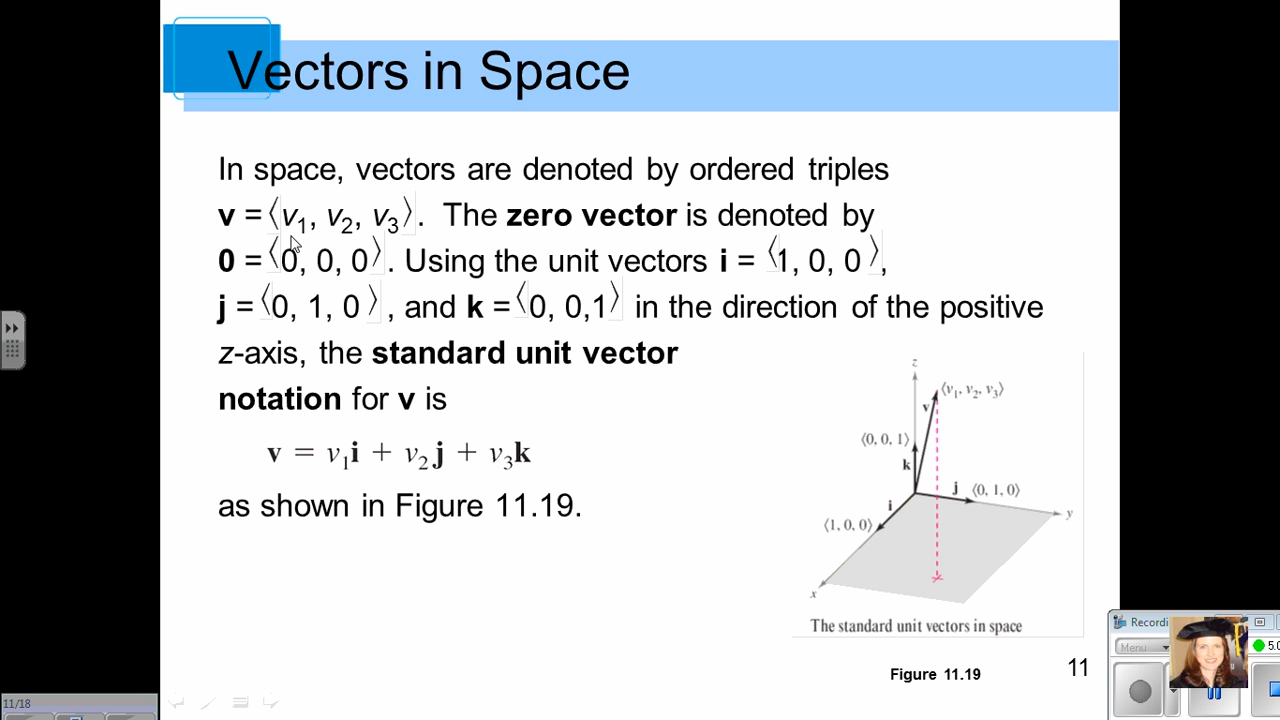 Vectors in Space
In space, vectors are denoted by ordered triples
v = ⟨v₁, v₂, v₃⟩. The zero vector is denoted by
0 = ⟨0, 0, 0⟩. Using the unit vectors i = ⟨1, 0, 0⟩,
j = ⟨0, 1, 0⟩, and k = ⟨0, 0,1⟩ in the direction of the positive
z-axis, the standard unit vector
notation for v is
v = v₁i + v₂j + v₃k
as shown in Figure 11.19.
z
⟨v₁, v₂, v₃⟩
v
⟨0, 0, 1⟩
k
j ⟨0, 1, 0⟩
i
y
⟨1, 0, 0⟩
x
The standard unit vectors in space
Figure 11.19
11
Recordi
Menu
5.0
11/18